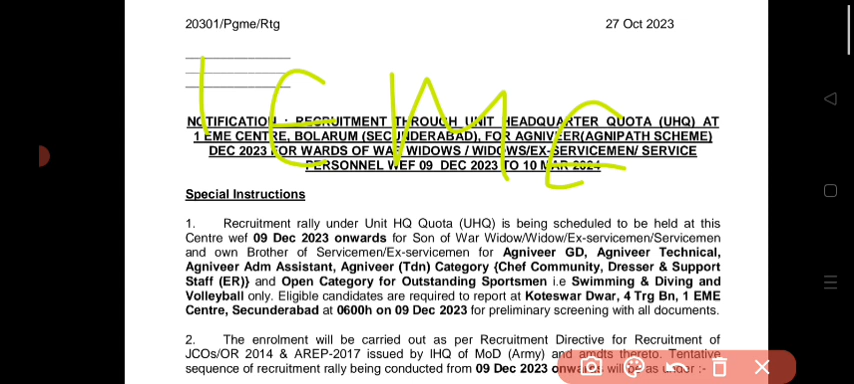 20301/Pgme/Rtg 27 Oct 2023
1 EME
NOTIFICATION : RECRUITMENT THROUGH UNIT HEADQUARTER QUOTA (UHQ) AT
1 EME CENTRE, BOLARUM (SECUNDERABAD), FOR AGNIVEER(AGNIPATH SCHEME)
DEC 2023 FOR WARDS OF WAR WIDOWS / WIDOWS/EX-SERVICEMEN/ SERVICE
PERSONNEL WEF 09 DEC 2023 TO 10 MAR 2024
Special Instructions
1. Recruitment rally under Unit HQ Quota (UHQ) is being scheduled to be held at this
Centre wef 09 Dec 2023 onwards for Son of War Widow/Widow/Ex-servicemen/Servicemen
and own Brother of Servicemen/Ex-servicemen for Agniveer GD, Agniveer Technical,
Agniveer Adm Assistant, Agniveer (Tdn) Category {Chef Community, Dresser & Support
Staff (ER)} and Open Category for Outstanding Sportsmen i.e Swimming & Diving and
Volleyball only. Eligible candidates are required to report at Koteswar Dwar, 4 Trg Bn, 1 EME
Centre, Secunderabad at 0600h on 09 Dec 2023 for preliminary screening with all documents.
2. The enrolment will be carried out as per Recruitment Directive for Recruitment of
JCOs/OR 2014 & AREP-2017 issued by IHQ of MoD (Army) and amdts thereto. Tentative
sequence of recruitment rally being conducted from 09 Dec 2023 onwards will be as under :-